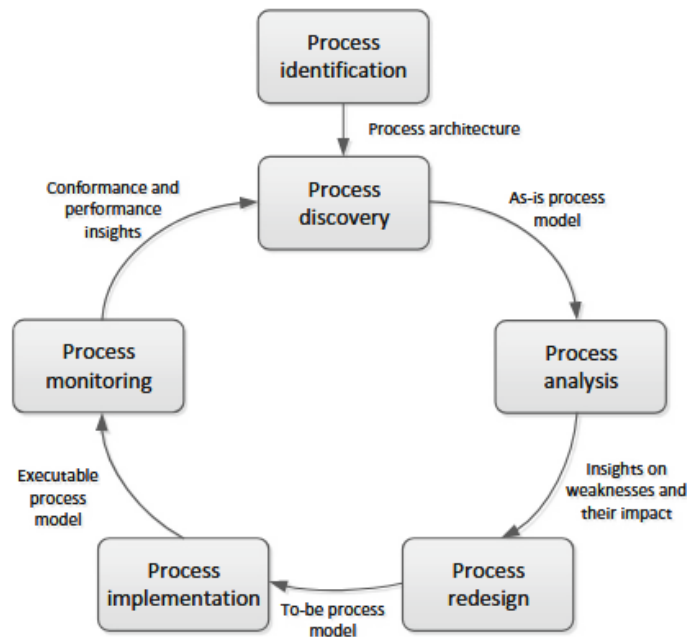 Process
identification
Process architecture
Process
discovery
As-is process
model
Process
analysis
Insights on
weaknesses and
their impact
Process
redesign
To-be process
model
Process
implementation
Executable
process
model
Process
monitoring
Conformance and
performance
insights